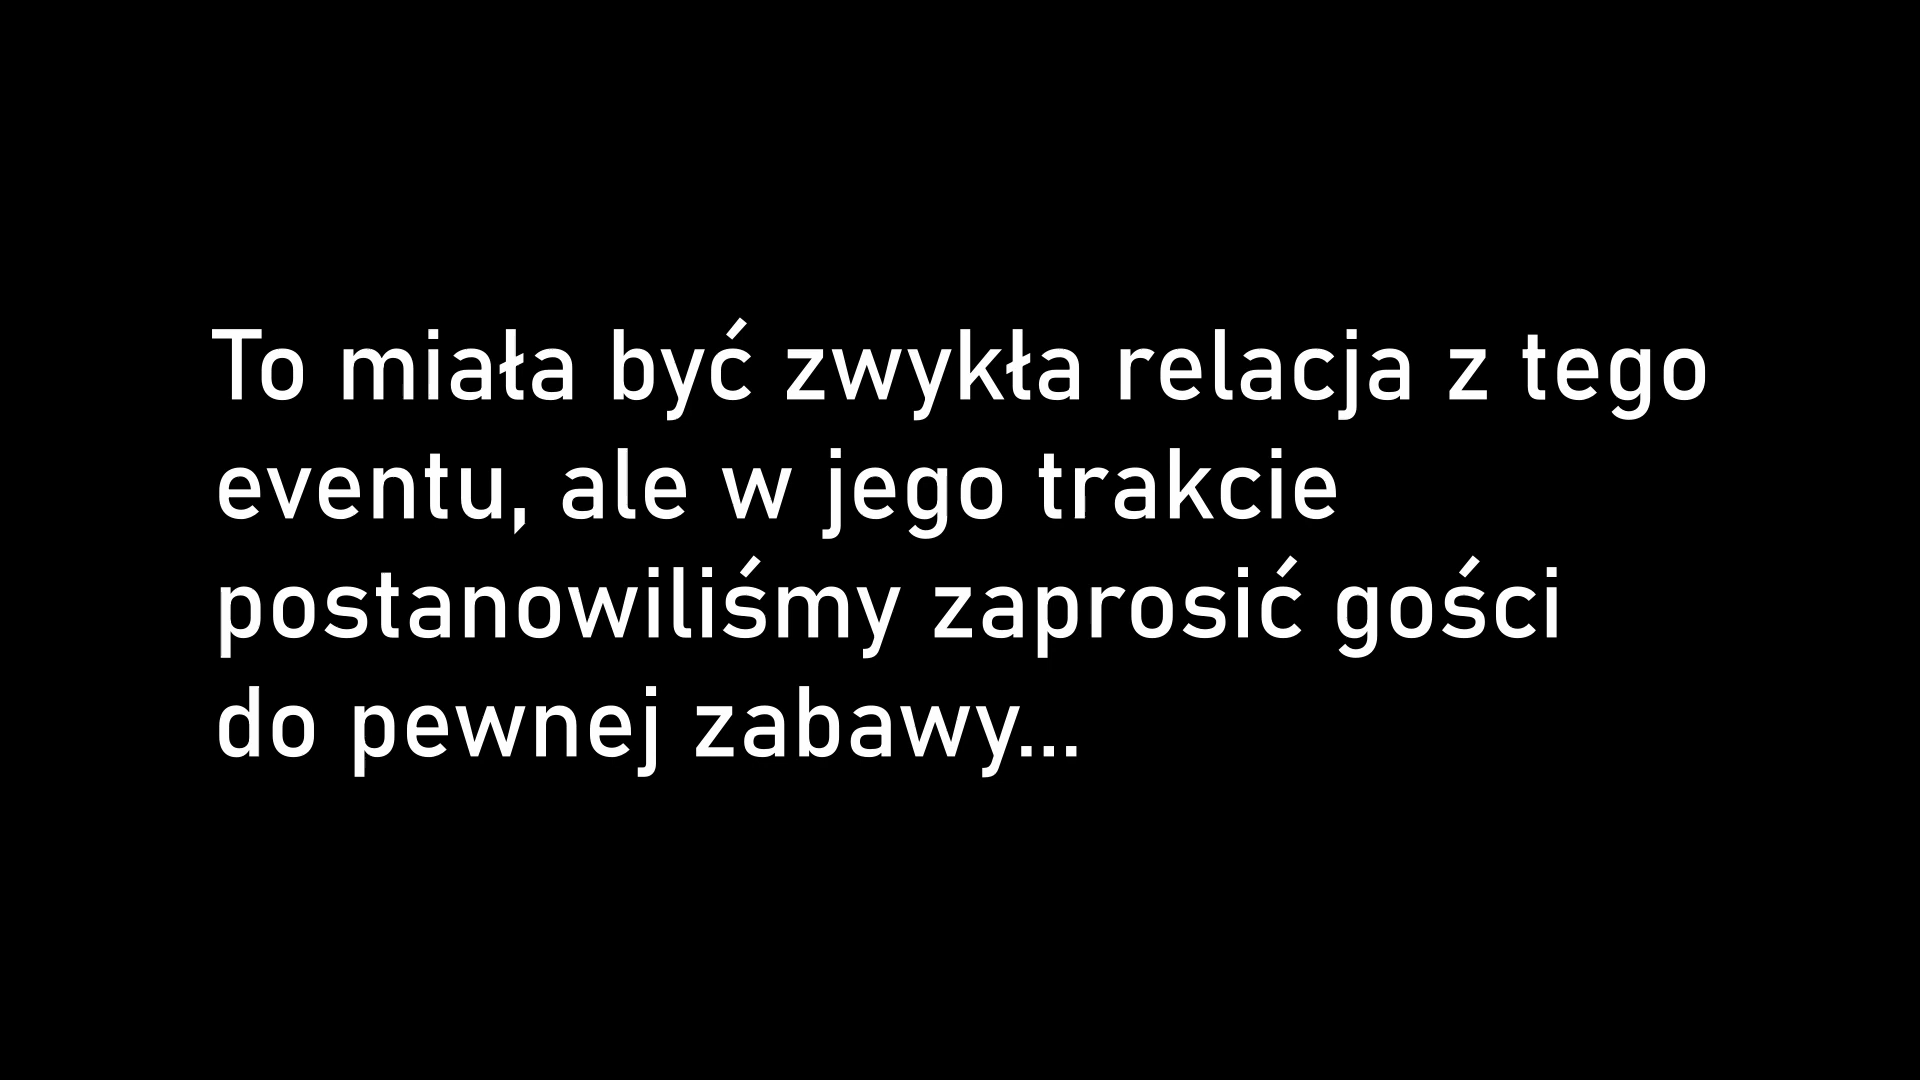 To miała być zwykła relacja z tego
eventu, ale w jego trakcie
postanowiliśmy zaprosić gości
do pewnej zabawy...